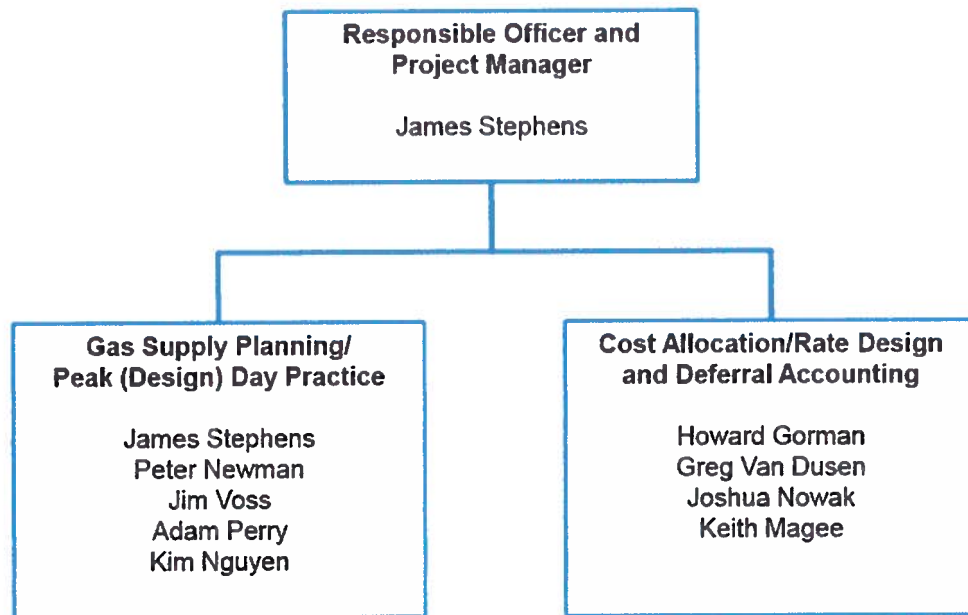 Responsible Officer and
Project Manager
James Stephens
Gas Supply Planning/
Peak (Design) Day Practice
James Stephens
Peter Newman
Jim Voss
Adam Perry
Kim Nguyen
Cost Allocation/Rate Design
and Deferral Accounting
Howard Gorman
Greg Van Dusen
Joshua Nowak
Keith Magee